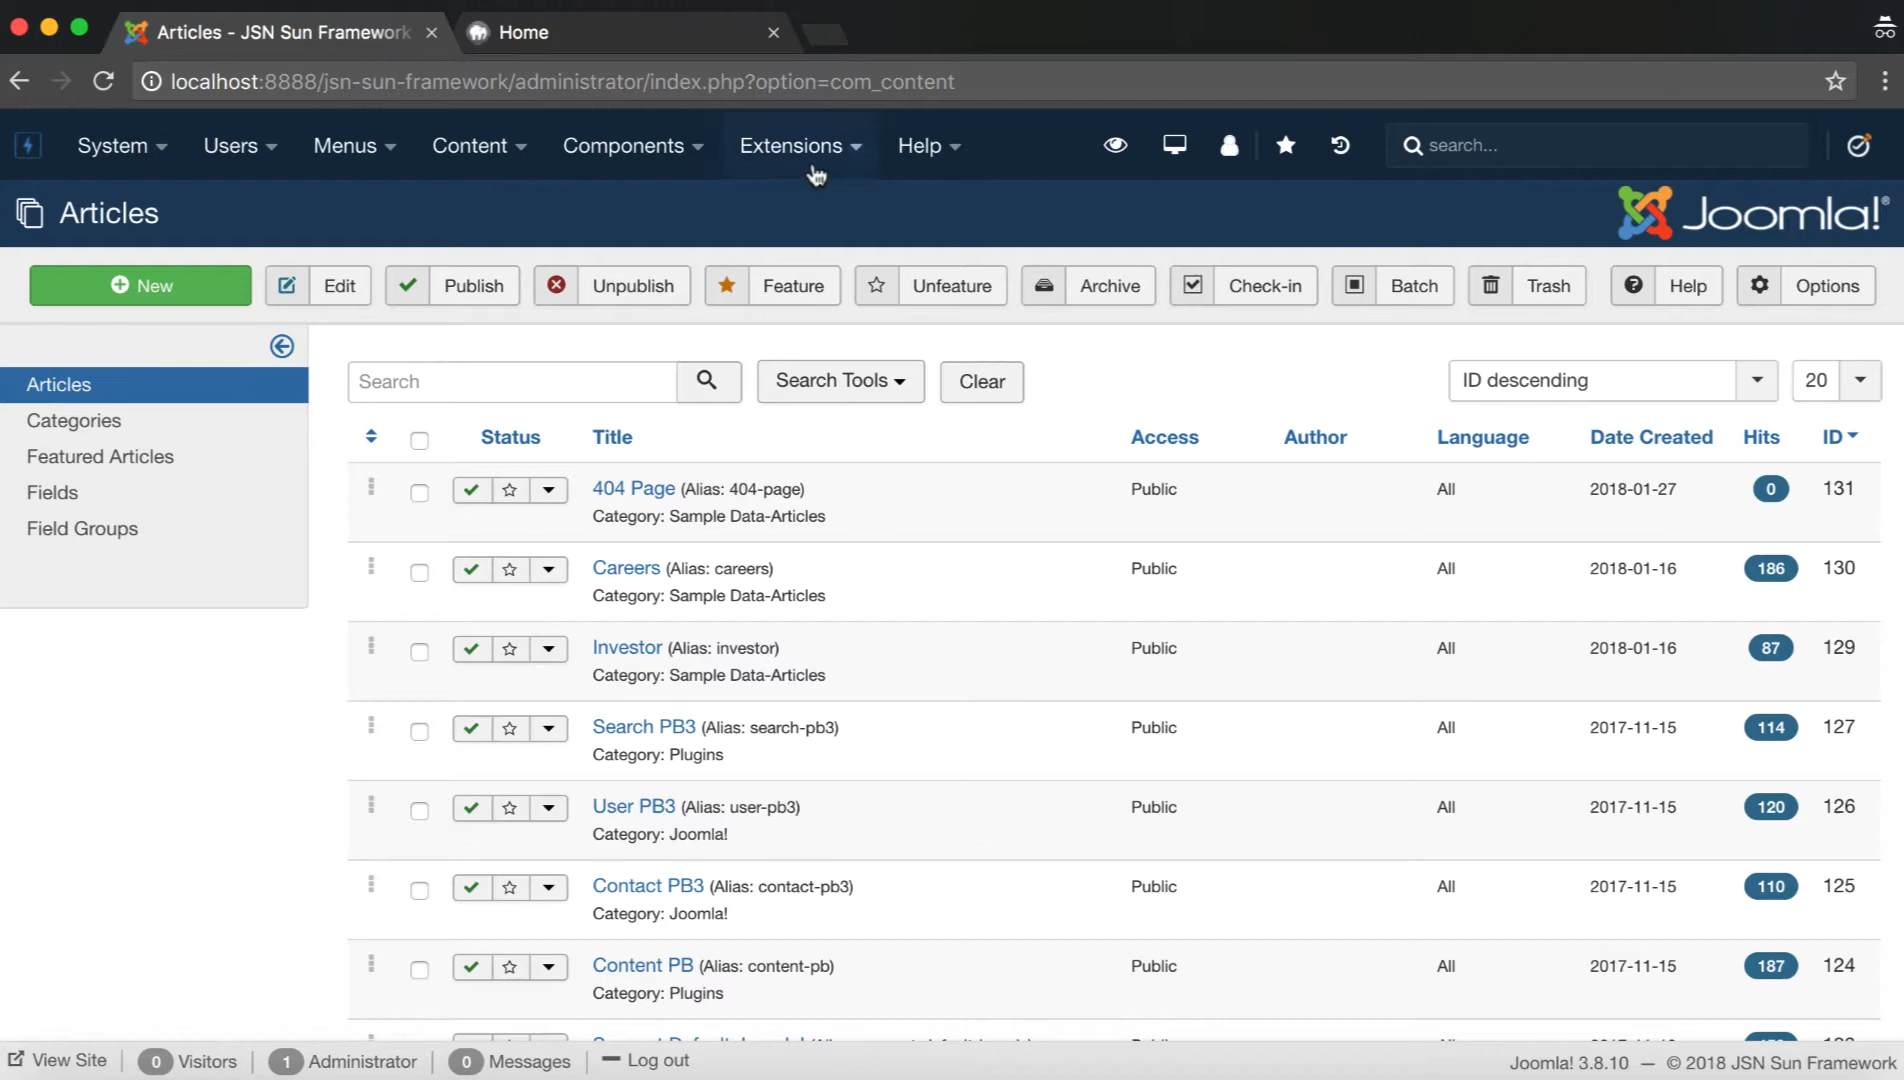 Articles - JSN Sun Framework
Home
localhost:8888/jsn-sun-framework/administrator/index.php?option=com_content
System Users Menus Content Components Extensions Help search...
Articles
Joomla!®
New Edit Publish Unpublish Feature Unfeature Archive Check-in Batch Trash Help Options
Articles
Categories
Featured Articles
Fields
Field Groups
Search Search Tools Clear ID descending 20
Status Title Access Author Language Date Created Hits ID
404 Page (Alias: 404-page) Public All 2018-01-27 0 131
Category: Sample Data-Articles
Careers (Alias: careers) Public All 2018-01-16 186 130
Category: Sample Data-Articles
Investor (Alias: investor) Public All 2018-01-16 87 129
Category: Sample Data-Articles
Search PB3 (Alias: search-pb3) Public All 2017-11-15 114 127
Category: Plugins
User PB3 (Alias: user-pb3) Public All 2017-11-15 120 126
Category: Joomla!
Contact PB3 (Alias: contact-pb3) Public All 2017-11-15 110 125
Category: Joomla!
Content PB (Alias: content-pb) Public All 2017-11-15 187 124
Category: Plugins
View Site 0 Visitors 1 Administrator 0 Messages Log out Joomla! 3.8.10 — © 2018 JSN Sun Framework